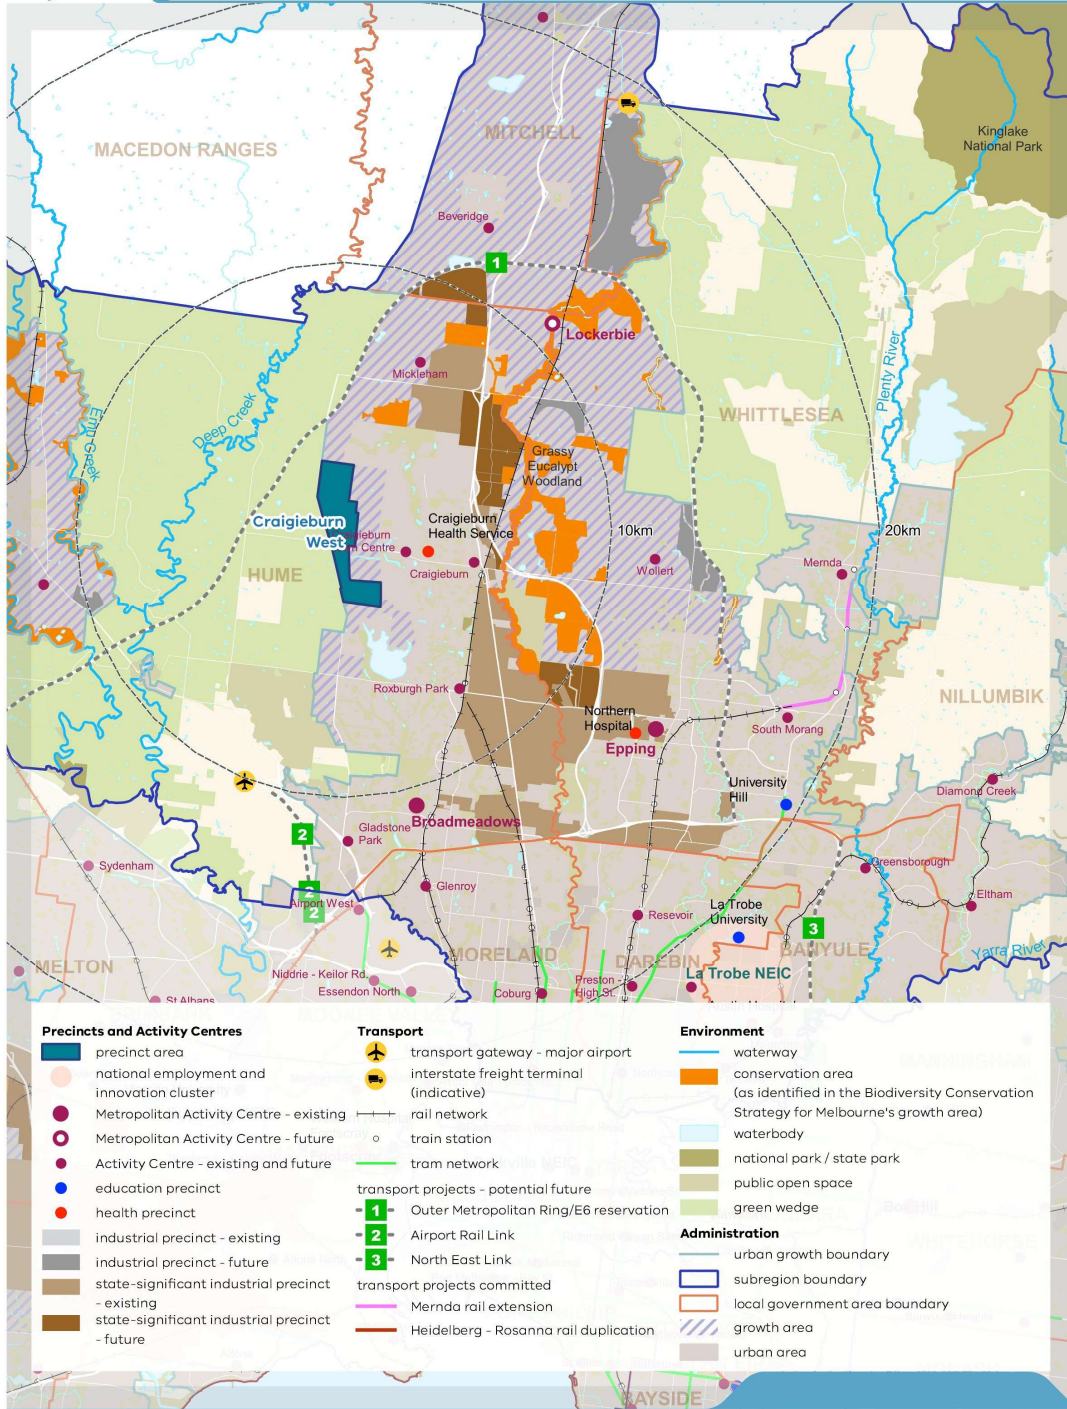 MITCHELL
MACEDON RANGES
Kinglake
National Park
Beveridge
1
Lockerbie
Mickleham
Plenty River
WHITTLESEA
Deep Creek
Emu Creek
Grassy
Eucalypt
Woodland
Craigieburn
West
Craigieburn
Health Service
10km
20km
Craigieburn
Wollert
Mernda
HUME
Roxburgh Park
NILLUMBIK
Northern
Hospital
Epping
South Morang
University
Hill
Diamond Creek
Broadmeadows
2
Gladstone
Park
Sydenham
Greensborough
Glenroy
Eltham
2
Airport West
2
Resevoir
La Trobe
University
3
MORELAND
BANYULE
Yarra River
MELTON
DAREBIN
La Trobe NEIC
Niddrie - Keilor Rd.
Essendon North
Preston -
High St.
Coburg
St Albans
Precincts and Activity Centres
precinct area
national employment and
innovation cluster
Metropolitan Activity Centre - existing
Metropolitan Activity Centre - future
Activity Centre - existing and future
education precinct
health precinct
industrial precinct - existing
industrial precinct - future
state-significant industrial precinct
- existing
state-significant industrial precinct
- future
Transport
transport gateway - major airport
interstate freight terminal
(indicative)
rail network
train station
tram network
transport projects - potential future
1 Outer Metropolitan Ring/E6 reservation
2 Airport Rail Link
3 North East Link
transport projects committed
Mernda rail extension
Heidelberg - Rosanna rail duplication
Environment
waterway
conservation area
(as identified in the Biodiversity Conservation
Strategy for Melbourne's growth area)
waterbody
national park / state park
public open space
green wedge
Administration
urban growth boundary
subregion boundary
local government area boundary
growth area
urban area
BAYSIDE